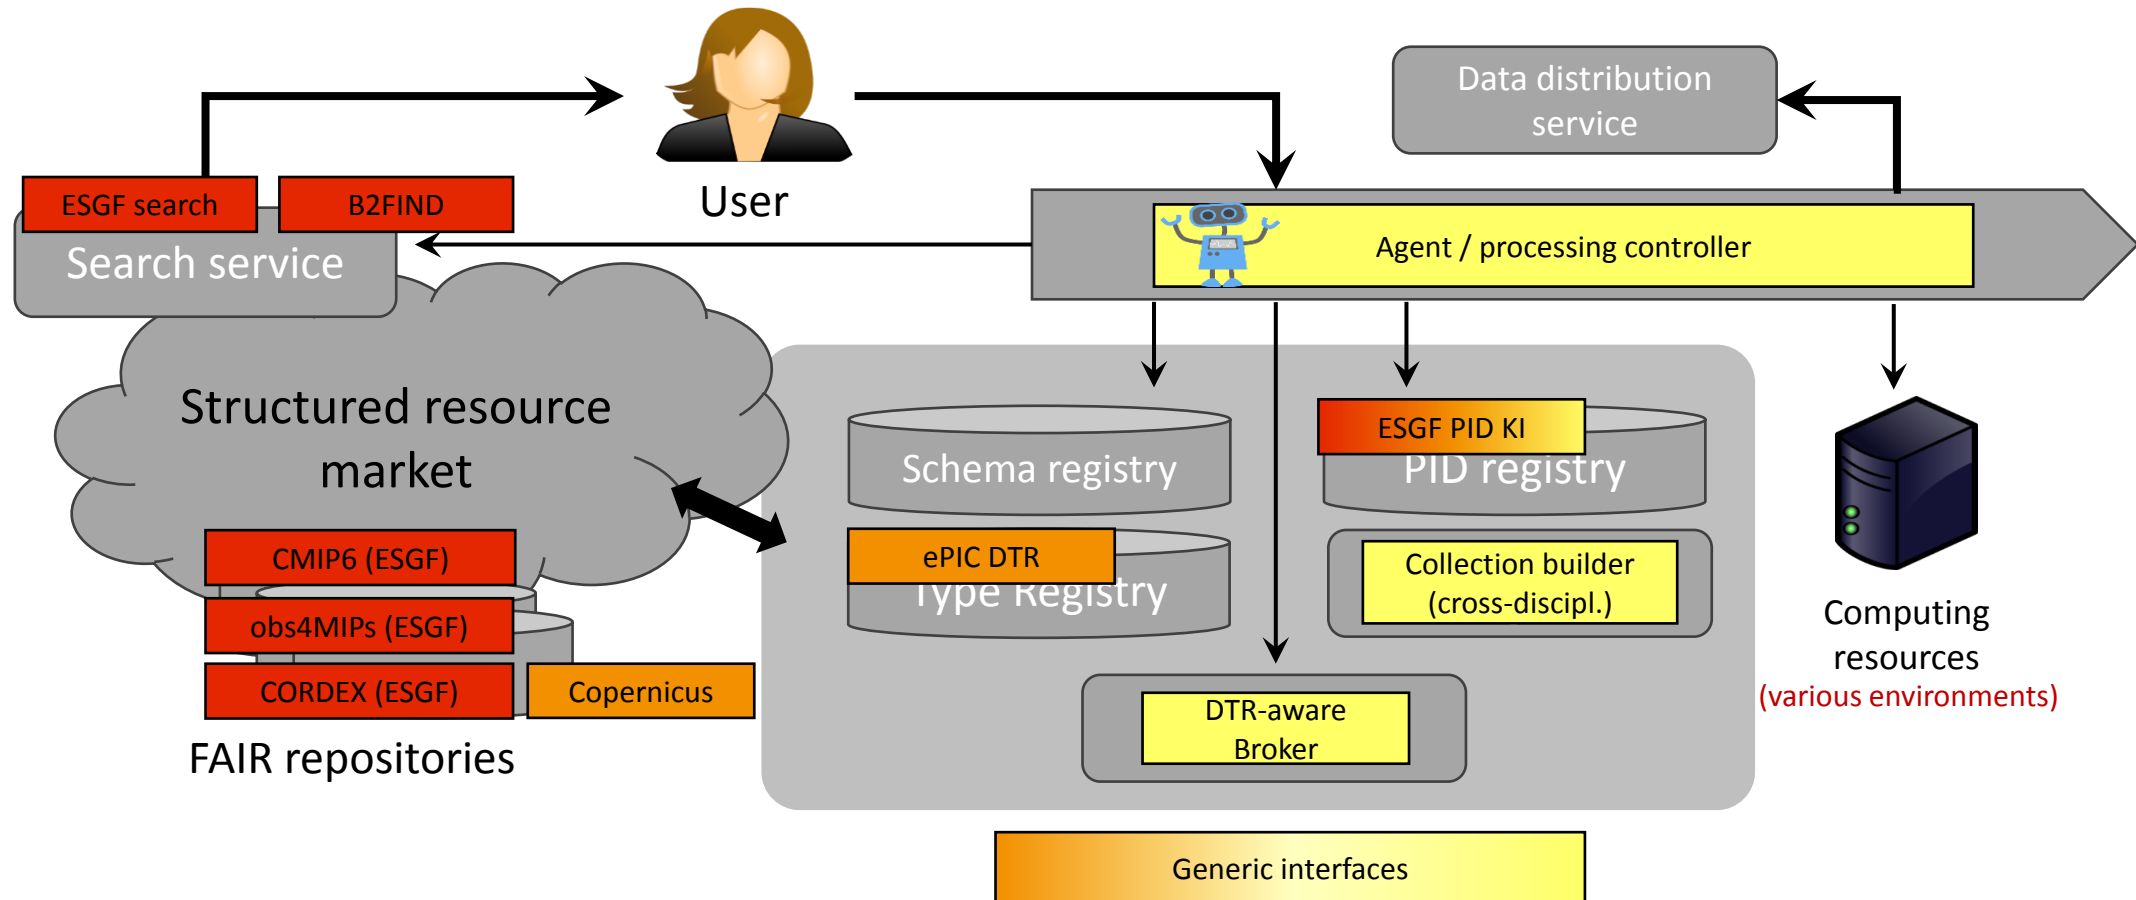 Data distribution
service
ESGF search
B2FIND
User
Search service
Agent / processing controller
Structured resource
market
ESGF PID KI
Schema registry
PID registry
CMIP6 (ESGF)
ePIC DTR
Type Registry
Collection builder
(cross-discipl.)
obs4MIPs (ESGF)
Computing
resources
(various environments)
CORDEX (ESGF)
Copernicus
DTR-aware
Broker
FAIR repositories
Generic interfaces